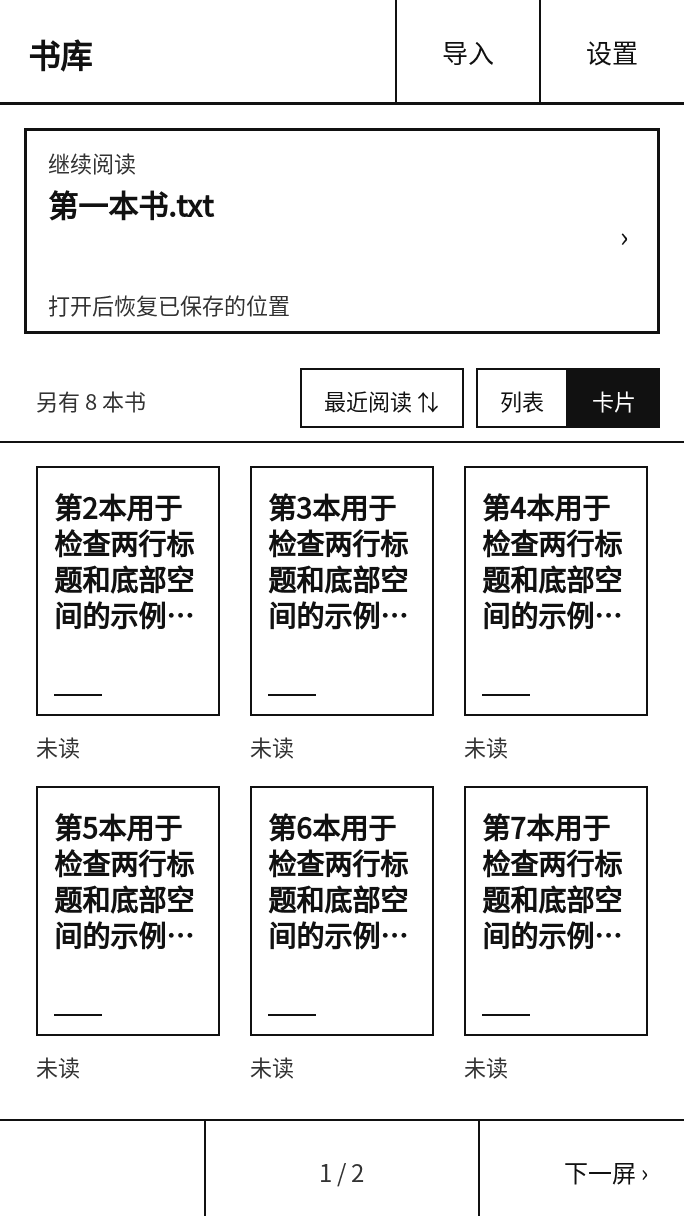 书库
导入
设置
继续阅读
第一本书.txt
›
打开后恢复已保存的位置
另有 8 本书
最近阅读 ⇅
列表
卡片
第2本用于
检查两行标
题和底部空
间的示例…
未读
第3本用于
检查两行标
题和底部空
间的示例…
未读
第4本用于
检查两行标
题和底部空
间的示例…
未读
第5本用于
检查两行标
题和底部空
间的示例…
未读
第6本用于
检查两行标
题和底部空
间的示例…
未读
第7本用于
检查两行标
题和底部空
间的示例…
未读
1 / 2
下一屏 ›